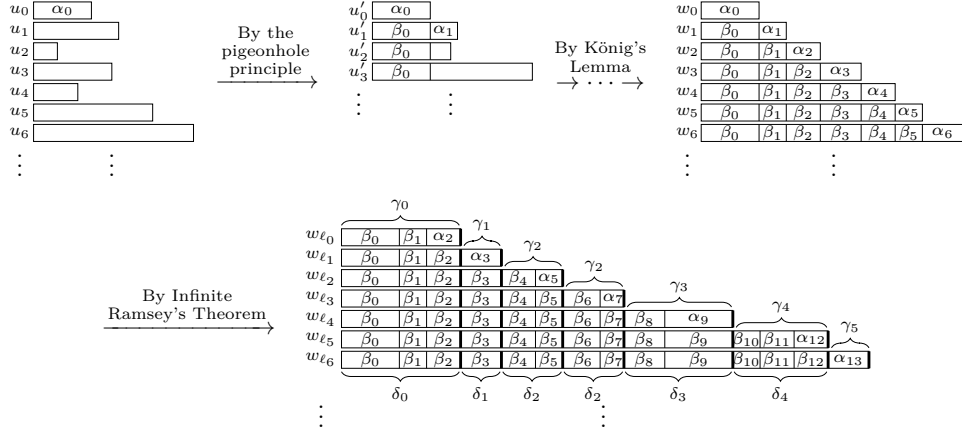 u₀ α₀
u₁
u₂
u₃
u₄
u₅
u₆
⋮ ⋮
By the
pigeonhole
principle
u′₀ α₀
u′₁ β₀ α₁
u′₂ β₀
u′₃ β₀
⋮ ⋮
By König's
Lemma
⋯
w₀ α₀
w₁ β₀ α₁
w₂ β₀ β₁ α₂
w₃ β₀ β₁ β₂ α₃
w₄ β₀ β₁ β₂ β₃ α₄
w₅ β₀ β₁ β₂ β₃ β₄ α₅
w₆ β₀ β₁ β₂ β₃ β₄ β₅ α₆
⋮ ⋮
By Infinite
Ramsey's Theorem
γ₀ γ₁ γ₂ γ₂ γ₃ γ₄ γ₅
w_ℓ₀ β₀ β₁ α₂
w_ℓ₁ β₀ β₁ β₂ α₃
w_ℓ₂ β₀ β₁ β₂ β₃ β₄ α₅
w_ℓ₃ β₀ β₁ β₂ β₃ β₄ β₅ β₆ α₇
w_ℓ₄ β₀ β₁ β₂ β₃ β₄ β₅ β₆ β₇ β₈ α₉
w_ℓ₅ β₀ β₁ β₂ β₃ β₄ β₅ β₆ β₇ β₈ β₉ β₁₀ β₁₁ α₁₂
w_ℓ₆ β₀ β₁ β₂ β₃ β₄ β₅ β₆ β₇ β₈ β₉ β₁₀ β₁₁ β₁₂ α₁₃
δ₀ δ₁ δ₂ δ₂ δ₃ δ₄
⋮ ⋮